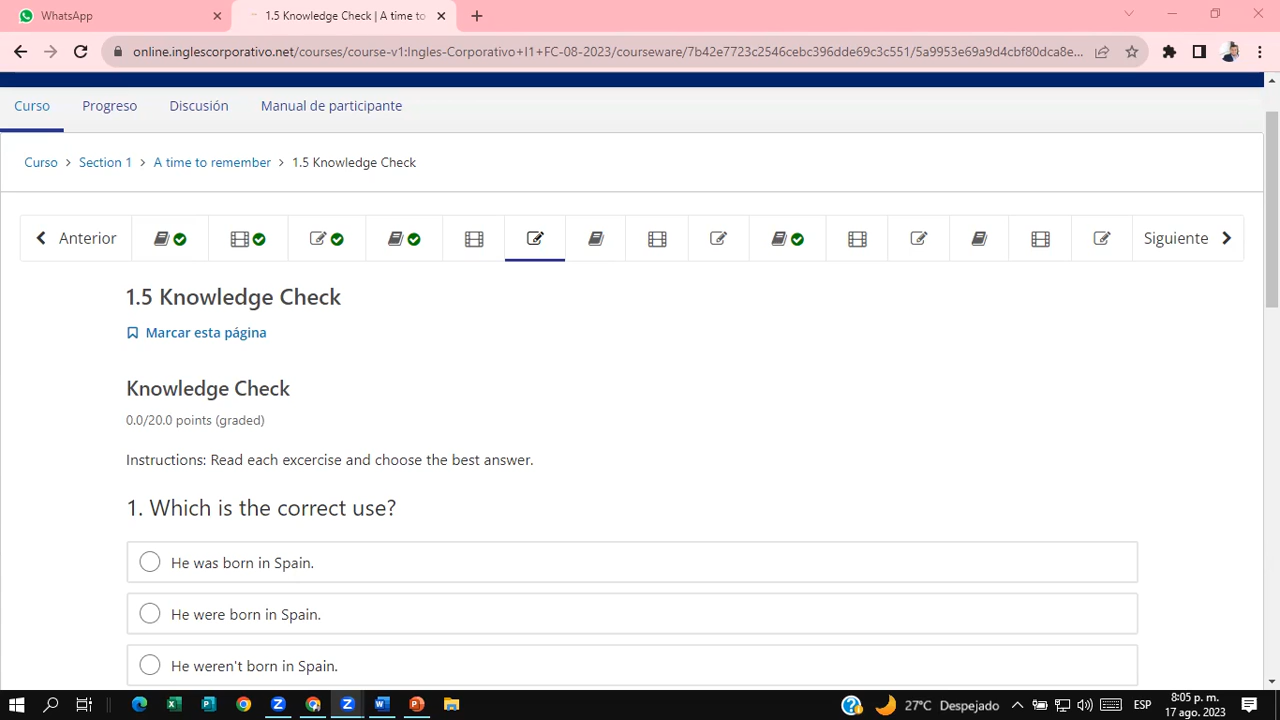 WhatsApp
1.5 Knowledge Check | A time to
online.inglescorporativo.net/courses/course-v1:Ingles-Corporativo+I1+FC-08-2023/courseware/7b42e7723c2546cebc396dde69c3c551/5a9953e69a9d4cbf80dca8e...
Curso Progreso Discusión Manual de participante
Curso > Section 1 > A time to remember > 1.5 Knowledge Check
Anterior Siguiente
1.5 Knowledge Check
Marcar esta página
Knowledge Check
0.0/20.0 points (graded)
Instructions: Read each excercise and choose the best answer.
1. Which is the correct use?
He was born in Spain.
He were born in Spain.
He weren't born in Spain.
8:05 p. m.
27°C Despejado ESP
17 ago. 2023